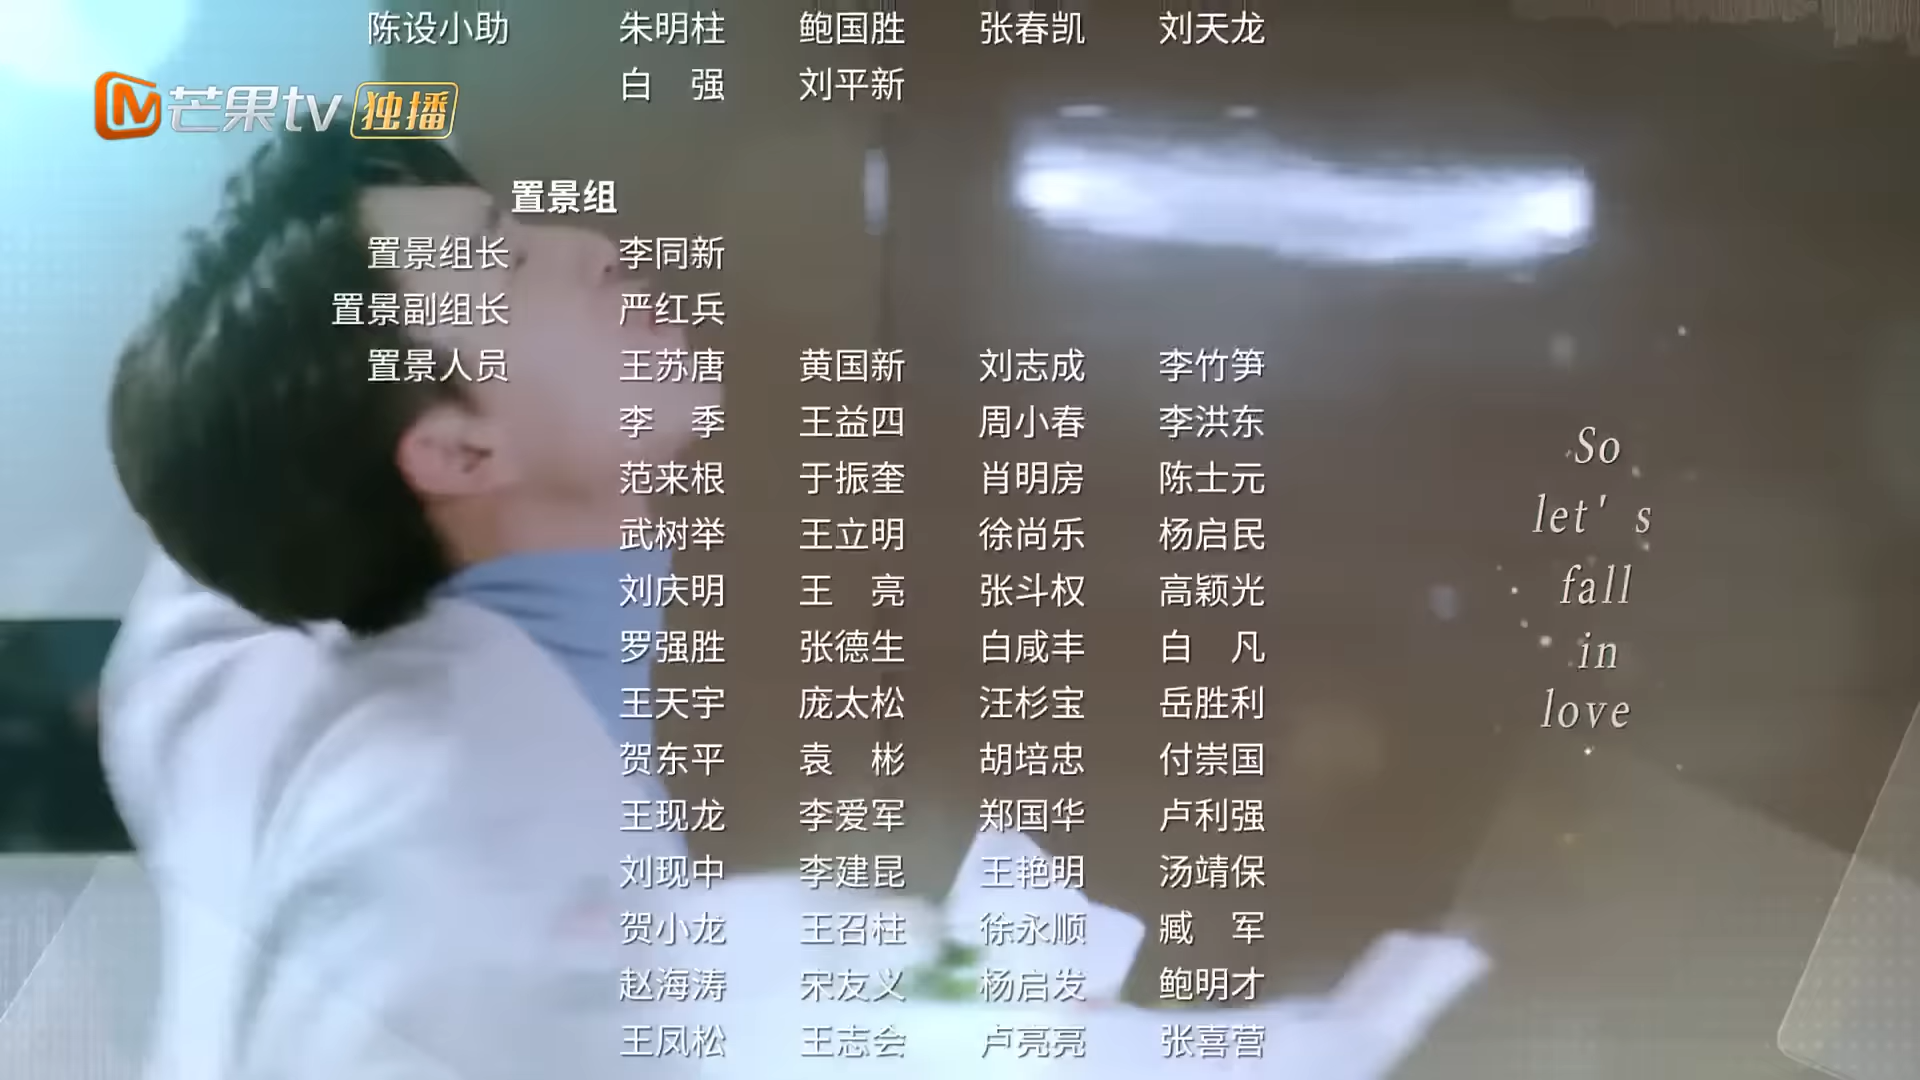 陈设小助 朱明柱 鲍国胜 张春凯 刘天龙
白 强 刘平新
芒果tv 独播
置景组
置景组长 李同新
置景副组长 严红兵
置景人员 王苏唐 黄国新 刘志成 李竹笋
李 季 王益四 周小春 李洪东
范来根 于振奎 肖明房 陈士元
武树举 王立明 徐尚乐 杨启民
刘庆明 王 亮 张斗权 高颖光
罗强胜 张德生 白咸丰 白 凡
王天宇 庞太松 汪杉宝 岳胜利
贺东平 袁 彬 胡培忠 付崇国
王现龙 李爱军 郑国华 卢利强
刘现中 李建昆 王艳明 汤靖保
贺小龙 王召柱 徐永顺 臧 军
赵海涛 宋友义 杨启发 鲍明才
王凤松 王志会 卢亮亮 张喜营
So
let's
fall
in
love